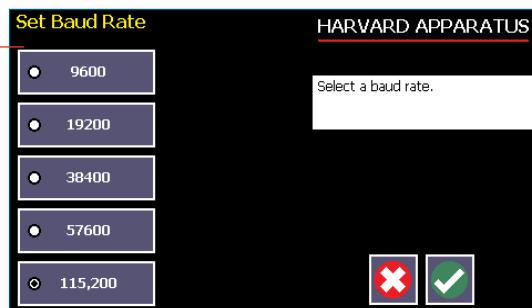 Set Baud Rate
HARVARD APPARATUS
9600
19200
38400
57600
115,200
Select a baud rate.